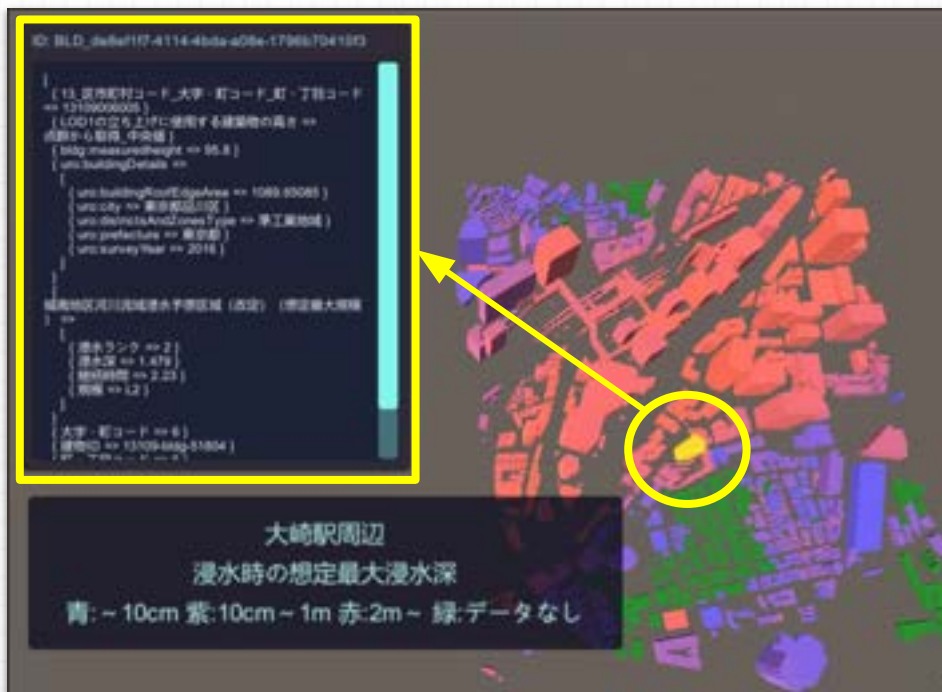 ID: BLD_de8ef1f7-4114-4bda-a08e-1796b70410f3
[
{ 13_区市町村コード_大字・町コード_町・丁目コード
=> 13109006005 }
{ LOD1の立ち上げに使用する建築物の高さ =>
点群から取得_中央値 }
{ bldg:measuredheight => 95.8 }
{ uro:buildingDetails =>
[
{ uro:buildingRoofEdgeArea => 1089.65085 }
{ uro:city => 東京都品川区 }
{ uro:districtsAndZonesType => 準工業地域 }
{ uro:prefecture => 東京都 }
{ uro:surveyYear => 2016 }
]
}
{
城南地区河川流域浸水予想区域（改定）（想定最大規模
） =>
[
{ 浸水ランク => 2 }
{ 浸水深 => 1.479 }
{ 継続時間 => 2.23 }
{ 規模 => L2 }
]
}
{ 大字・町コード => 6 }
{ 建物ID => 13109-bldg-51804 }
大崎駅周辺
浸水時の想定最大浸水深
青:~10cm 紫:10cm~1m 赤:2m~ 緑:データなし